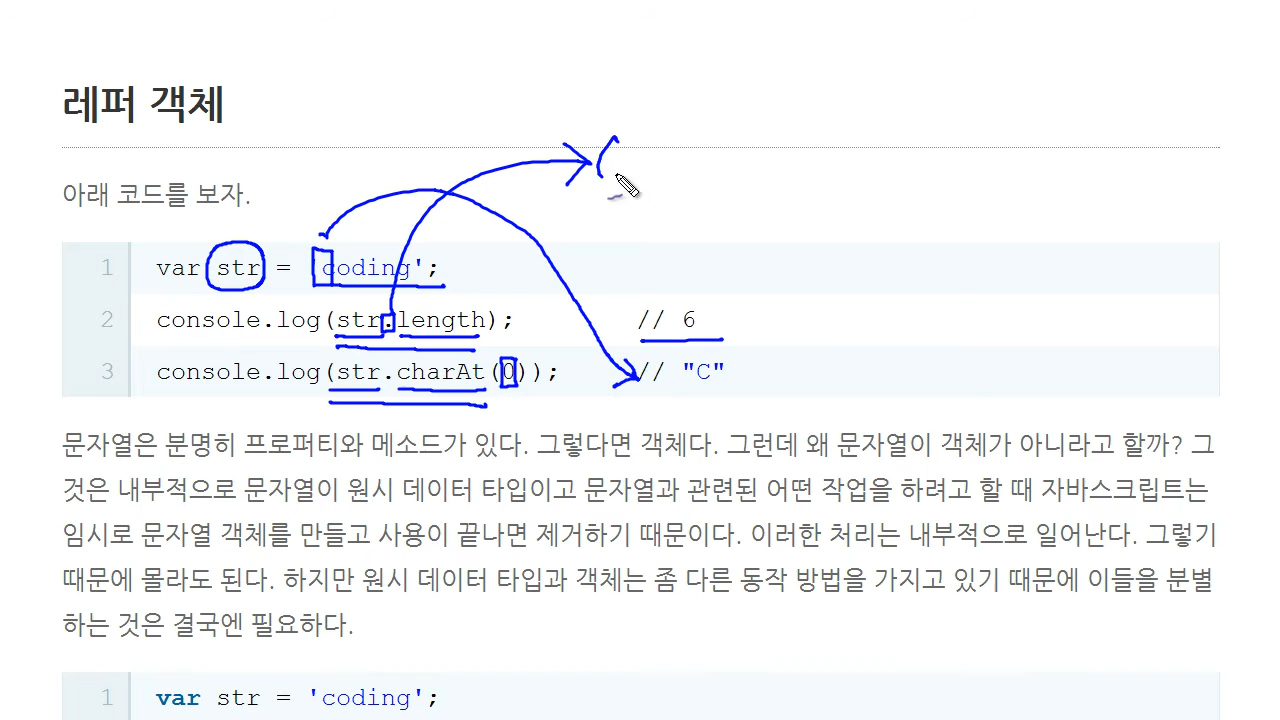 레퍼 객체
아래 코드를 보자.
1 var str = 'coding';
2 console.log(str.length); // 6
3 console.log(str.charAt(0)); // "C"
문자열은 분명히 프로퍼티와 메소드가 있다. 그렇다면 객체다. 그런데 왜 문자열이 객체가 아니라고 할까? 그
것은 내부적으로 문자열이 원시 데이터 타입이고 문자열과 관련된 어떤 작업을 하려고 할 때 자바스크립트는
임시로 문자열 객체를 만들고 사용이 끝나면 제거하기 때문이다. 이러한 처리는 내부적으로 일어난다. 그렇기
때문에 몰라도 된다. 하지만 원시 데이터 타입과 객체는 좀 다른 동작 방법을 가지고 있기 때문에 이들을 분별
하는 것은 결국엔 필요하다.
1 var str = 'coding';